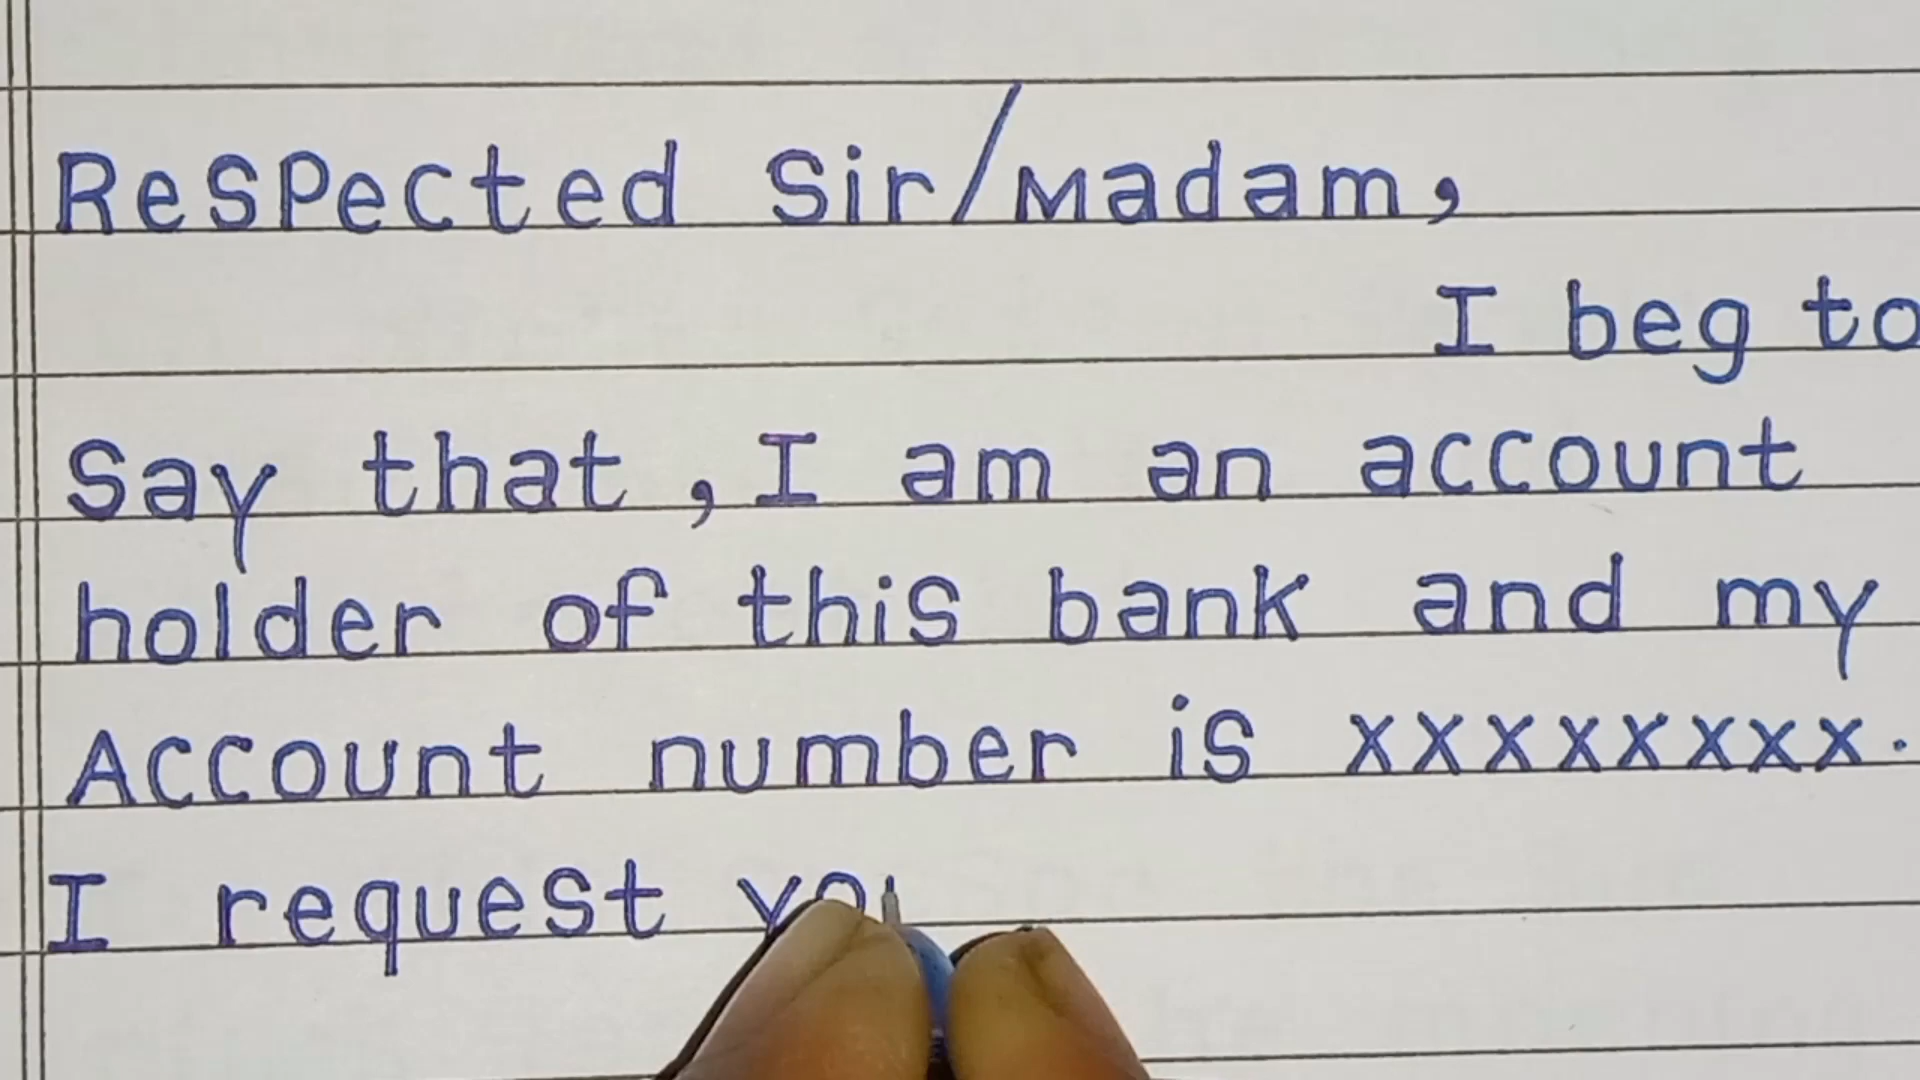 Respected Sir/Madam,
I beg to
Say that, I am an account
holder of this bank and my
Account number is xxxxxxxx.
I request